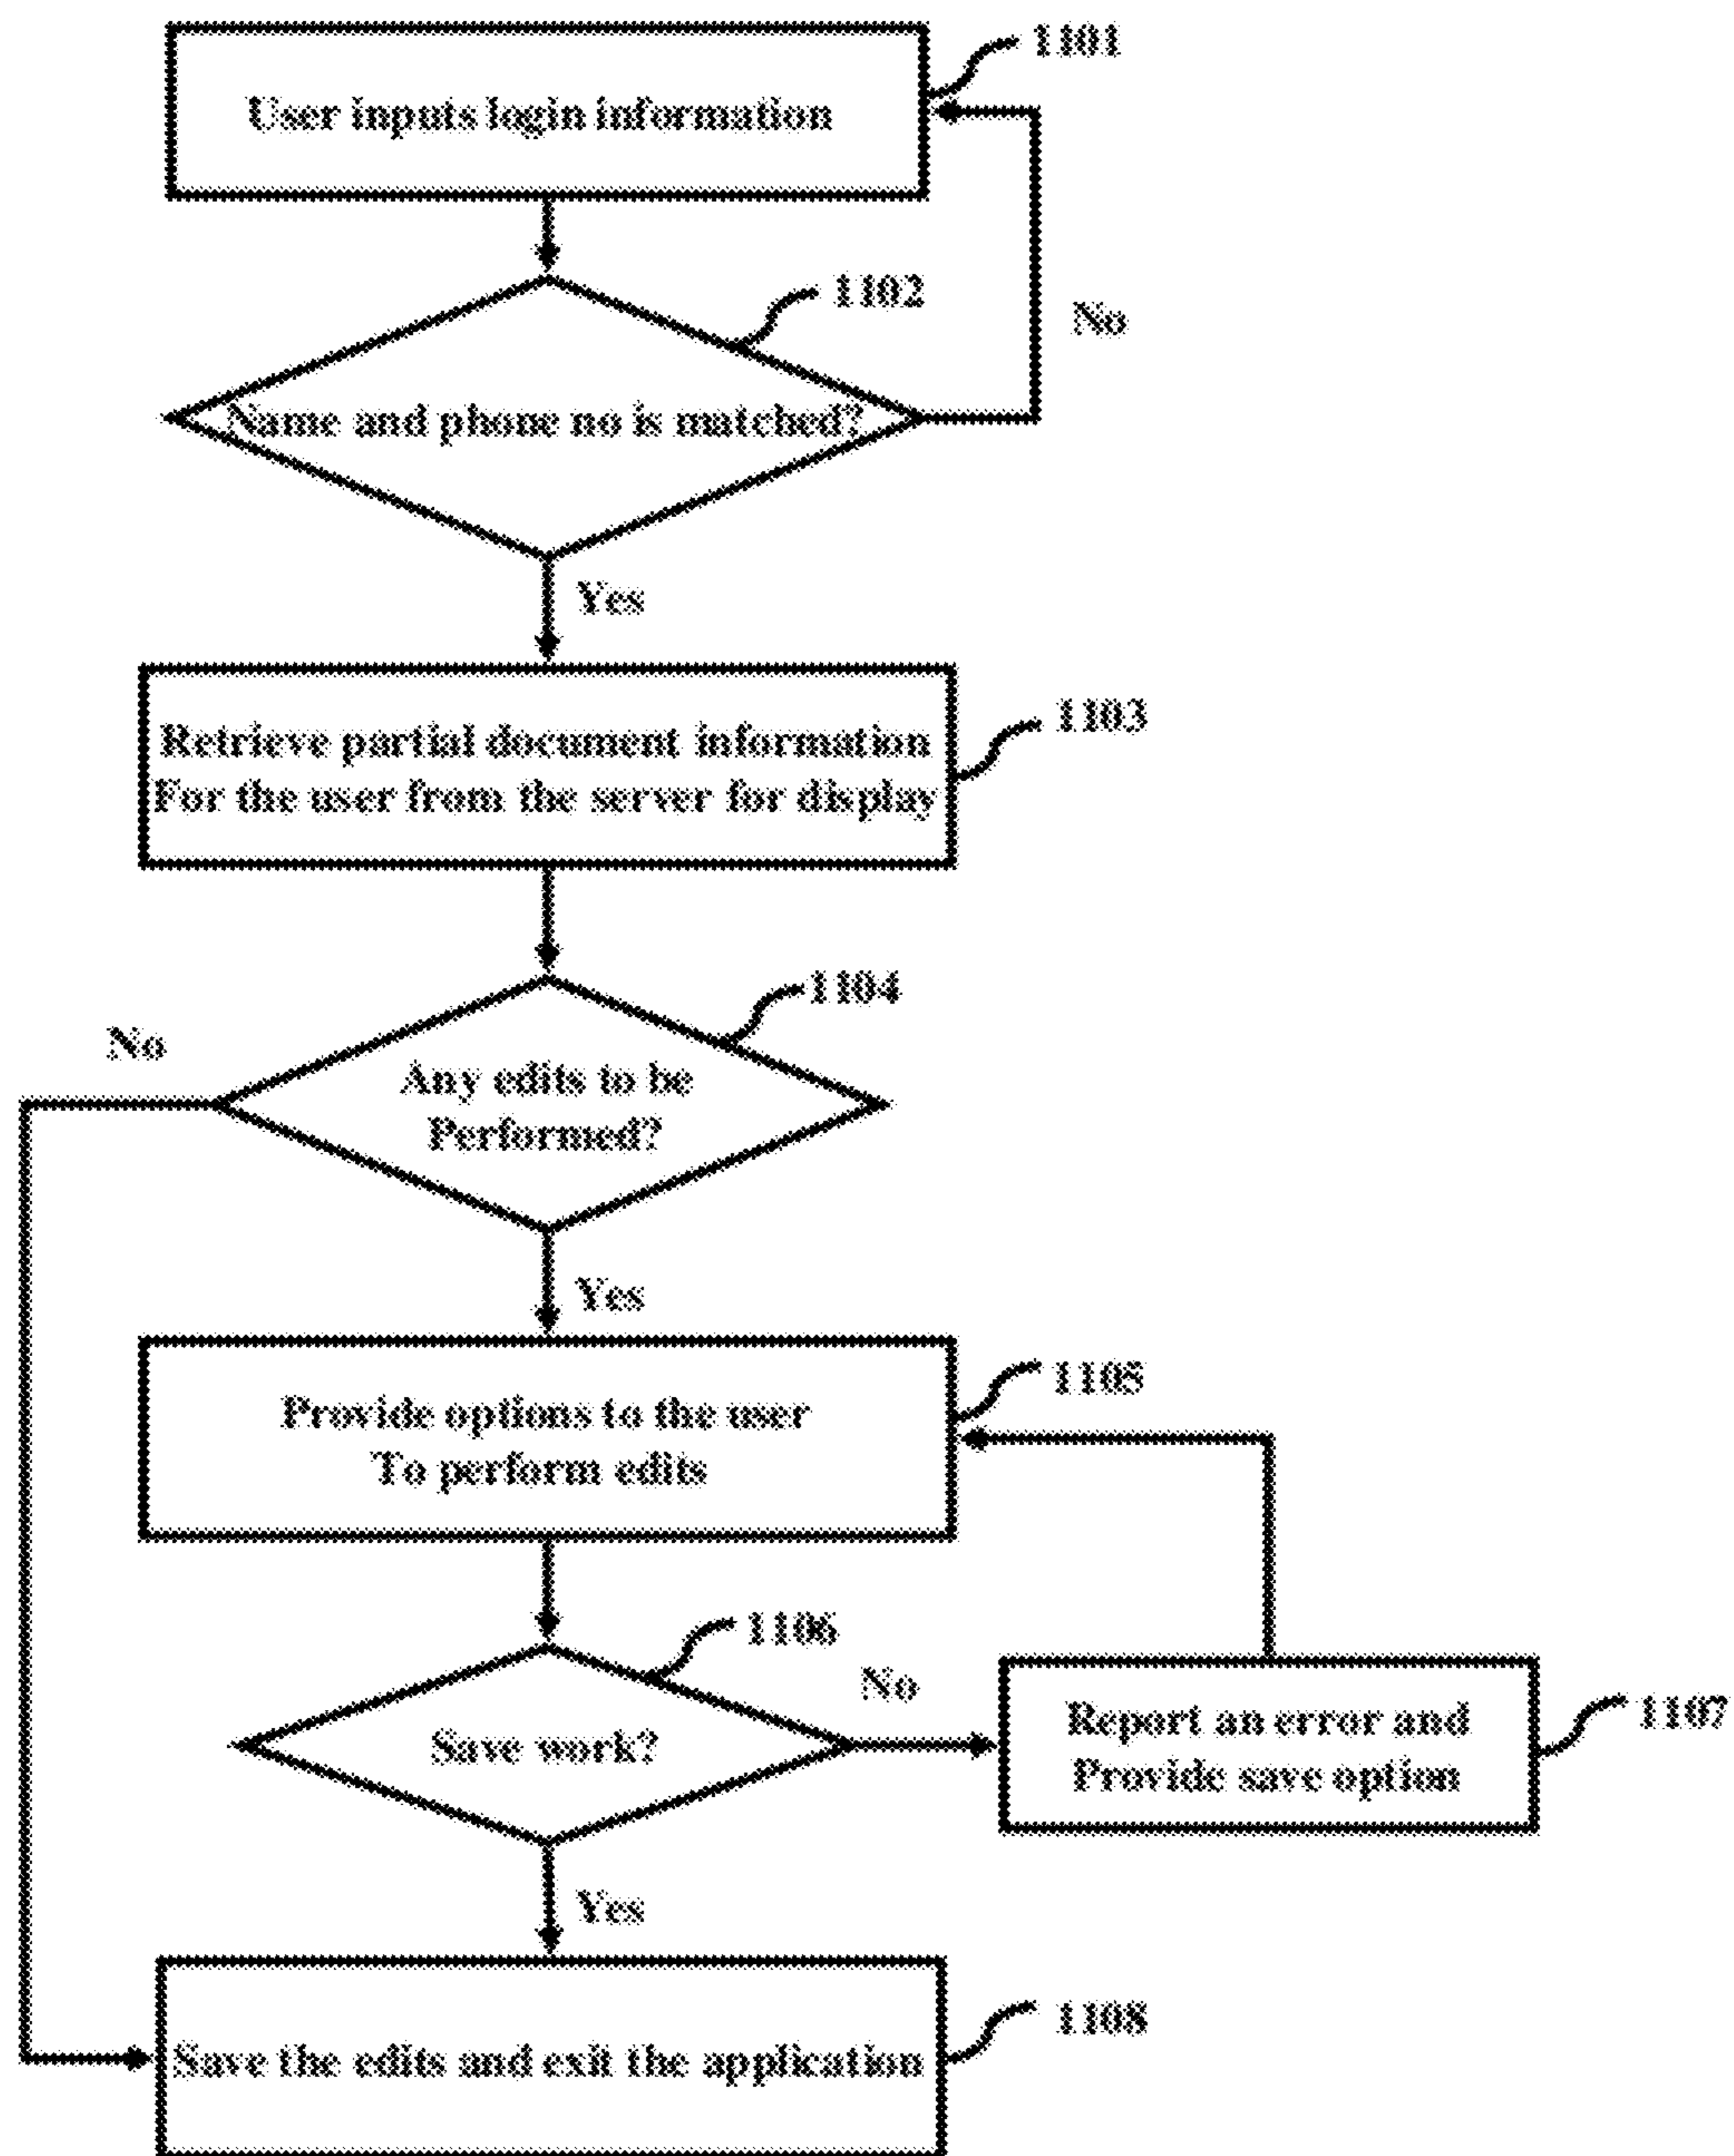 1101
User inputs login information
1102
No
Name and phone no is matched?
Yes
1103
Retrieve partial document information
For the user from the server for display
1104
No
Any edits to be
Performed?
Yes
1105
Provide options to the user
To perform edits
1106
No
Save work?
1107
Report an error and
Provide save option
Yes
1108
Save the edits and exit the application